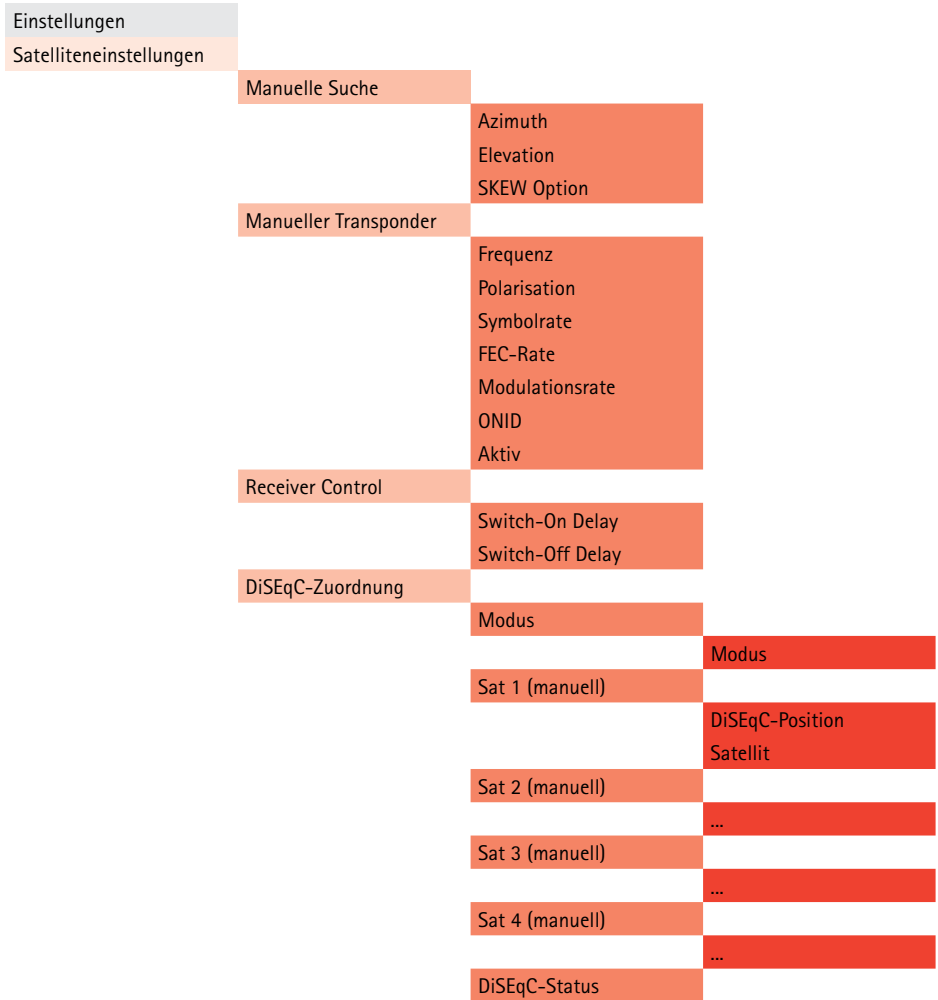 Einstellungen
Satelliteneinstellungen
Manuelle Suche
Azimuth
Elevation
SKEW Option
Manueller Transponder
Frequenz
Polarisation
Symbolrate
FEC-Rate
Modulationsrate
ONID
Aktiv
Receiver Control
Switch-On Delay
Switch-Off Delay
DiSEqC-Zuordnung
Modus
Modus
Sat 1 (manuell)
DiSEqC-Position
Satellit
Sat 2 (manuell)
...
Sat 3 (manuell)
...
Sat 4 (manuell)
...
DiSEqC-Status